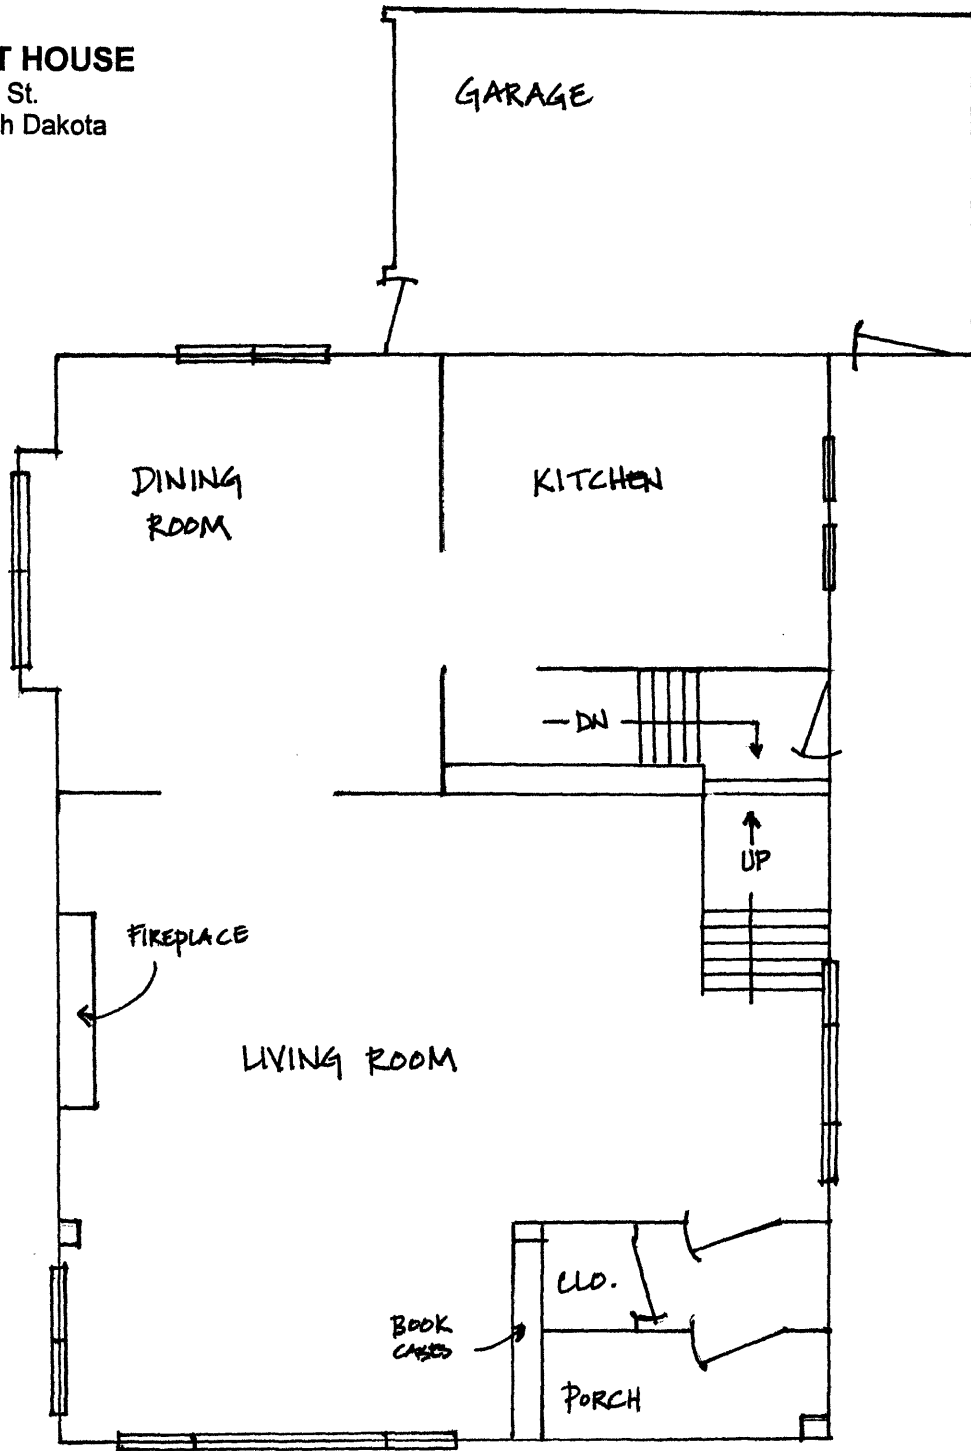 T HOUSE
St.
h Dakota
GARAGE
DINING
ROOM
KITCHEN
DN
UP
FIREPLACE
LIVING ROOM
CLO.
BOOK
CASES
PORCH